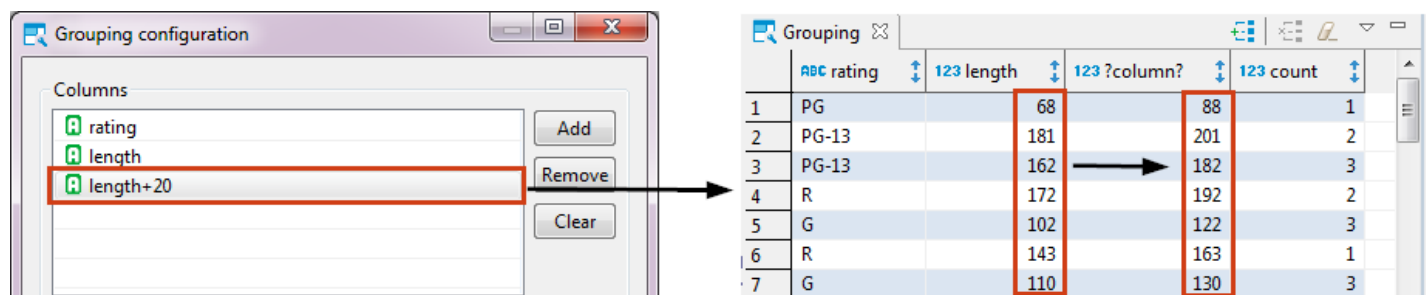 Grouping configuration
Columns
rating
length
length+20
Add
Remove
Clear
Grouping
ABC rating 123 length 123 ?column? 123 count
1 PG 68 88 1
2 PG-13 181 201 2
3 PG-13 162 182 3
4 R 172 192 2
5 G 102 122 3
6 R 143 163 1
7 G 110 130 3